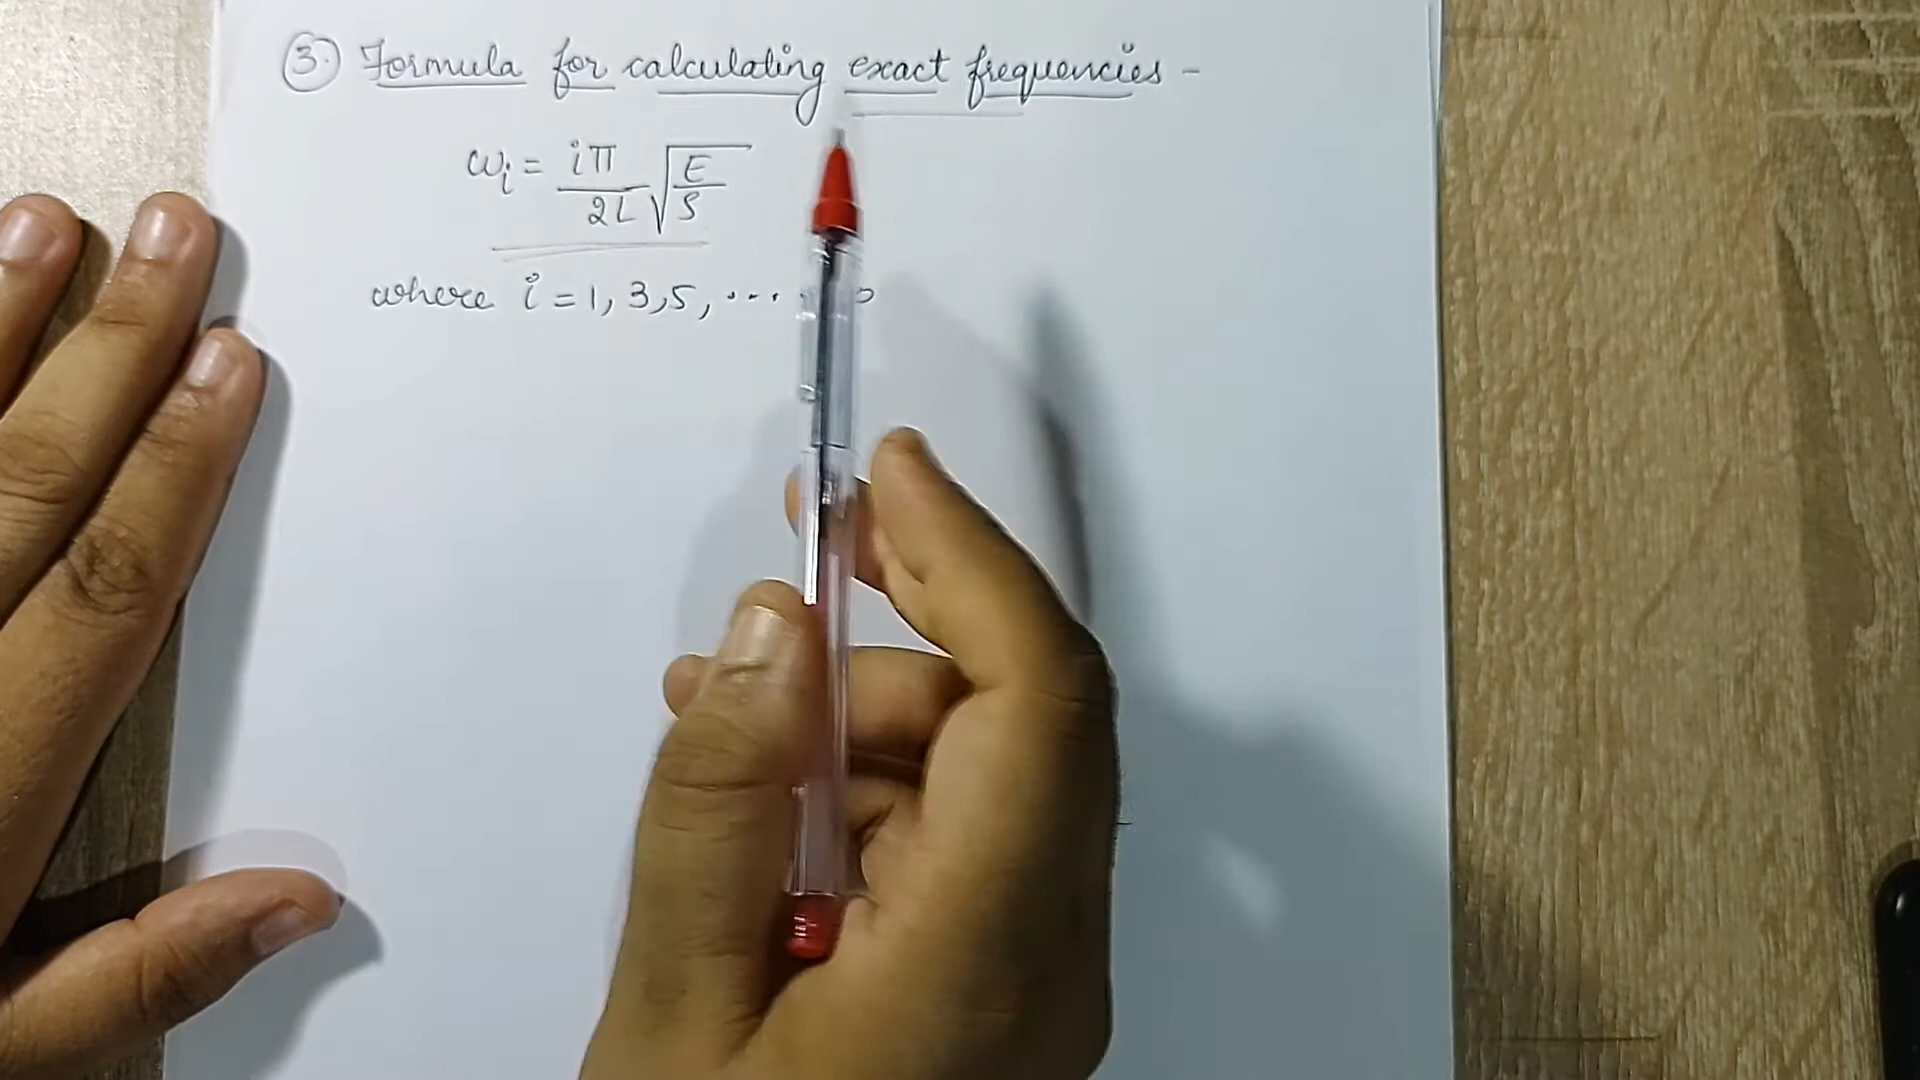 3. Formula for calculating exact frequencies -
ωi = iπ/2L √E/S
where i = 1, 3, 5, ...